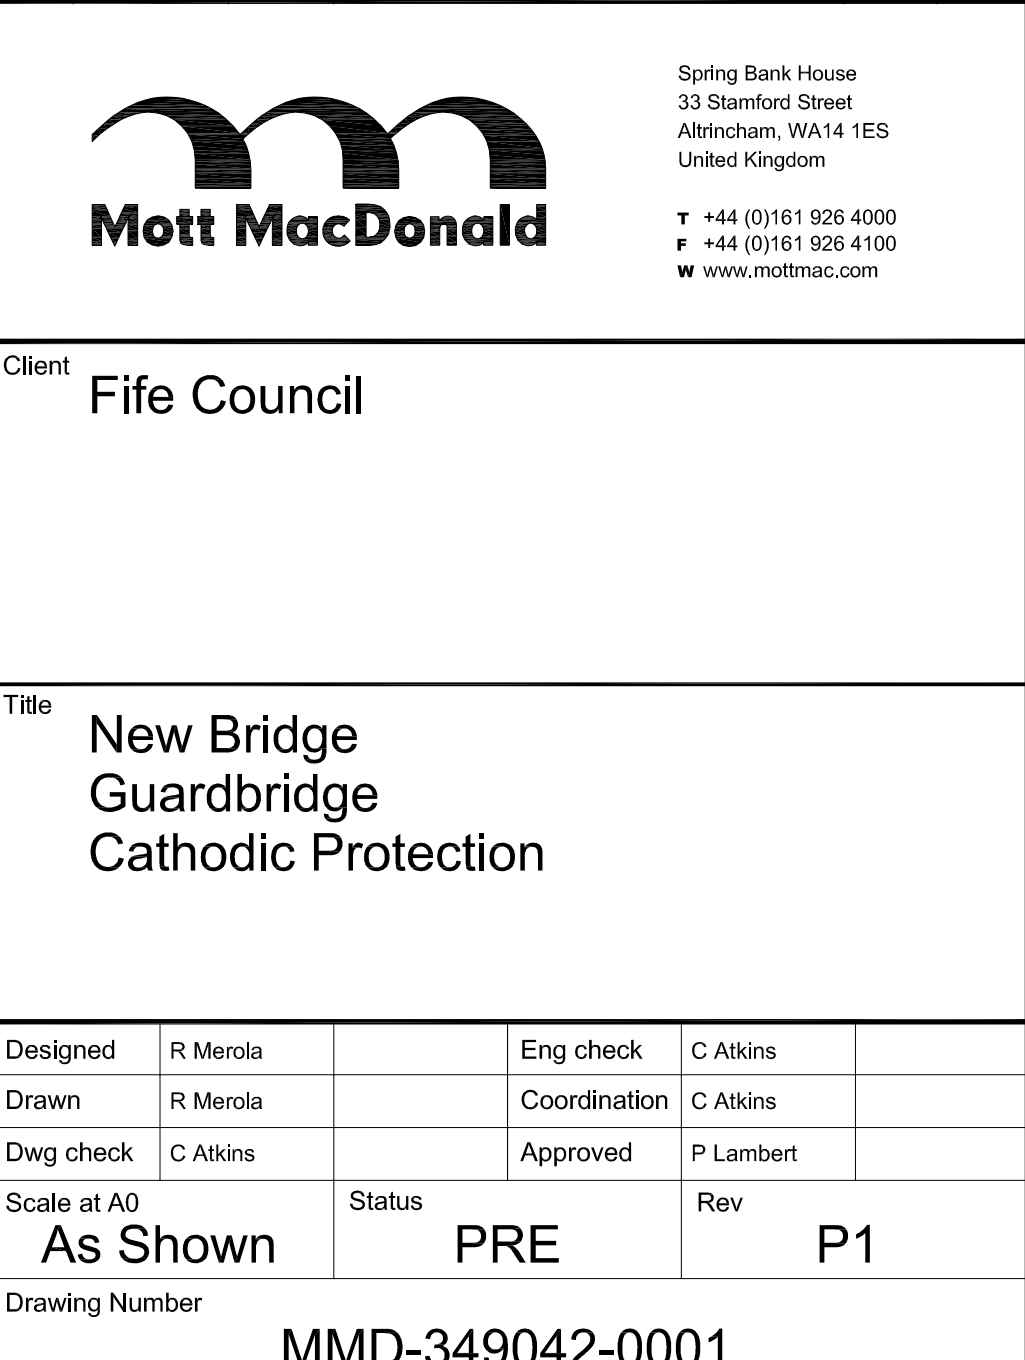 Mott MacDonald
Spring Bank House
33 Stamford Street
Altrincham, WA14 1ES
United Kingdom
T +44 (0)161 926 4000
F +44 (0)161 926 4100
W www.mottmac.com
Client
Fife Council
Title
New Bridge
Guardbridge
Cathodic Protection
Designed R Merola Eng check C Atkins
Drawn R Merola Coordination C Atkins
Dwg check C Atkins Approved P Lambert
Scale at A0 Status Rev
As Shown PRE P1
Drawing Number
MMD-349042-0001